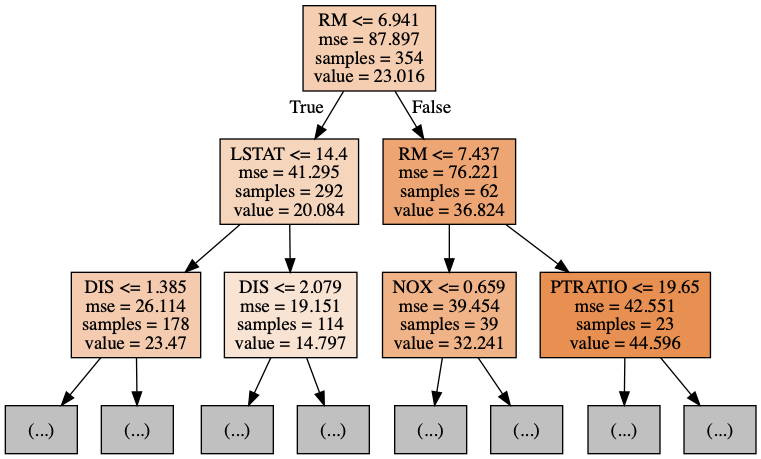 RM <= 6.941
mse = 87.897
samples = 354
value = 23.016
True
False
LSTAT <= 14.4
mse = 41.295
samples = 292
value = 20.084
RM <= 7.437
mse = 76.221
samples = 62
value = 36.824
DIS <= 1.385
mse = 26.114
samples = 178
value = 23.47
DIS <= 2.079
mse = 19.151
samples = 114
value = 14.797
NOX <= 0.659
mse = 39.454
samples = 39
value = 32.241
PTRATIO <= 19.65
mse = 42.551
samples = 23
value = 44.596
(...)
(...)
(...)
(...)
(...)
(...)
(...)
(...)